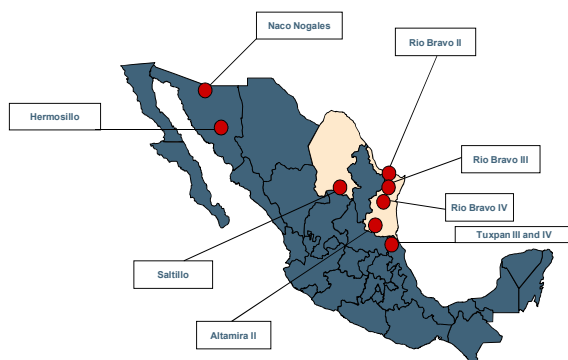 Naco Nogales
Rio Bravo II
Hermosillo
Rio Bravo III
Rio Bravo IV
Tuxpan III and IV
Saltillo
Altamira II